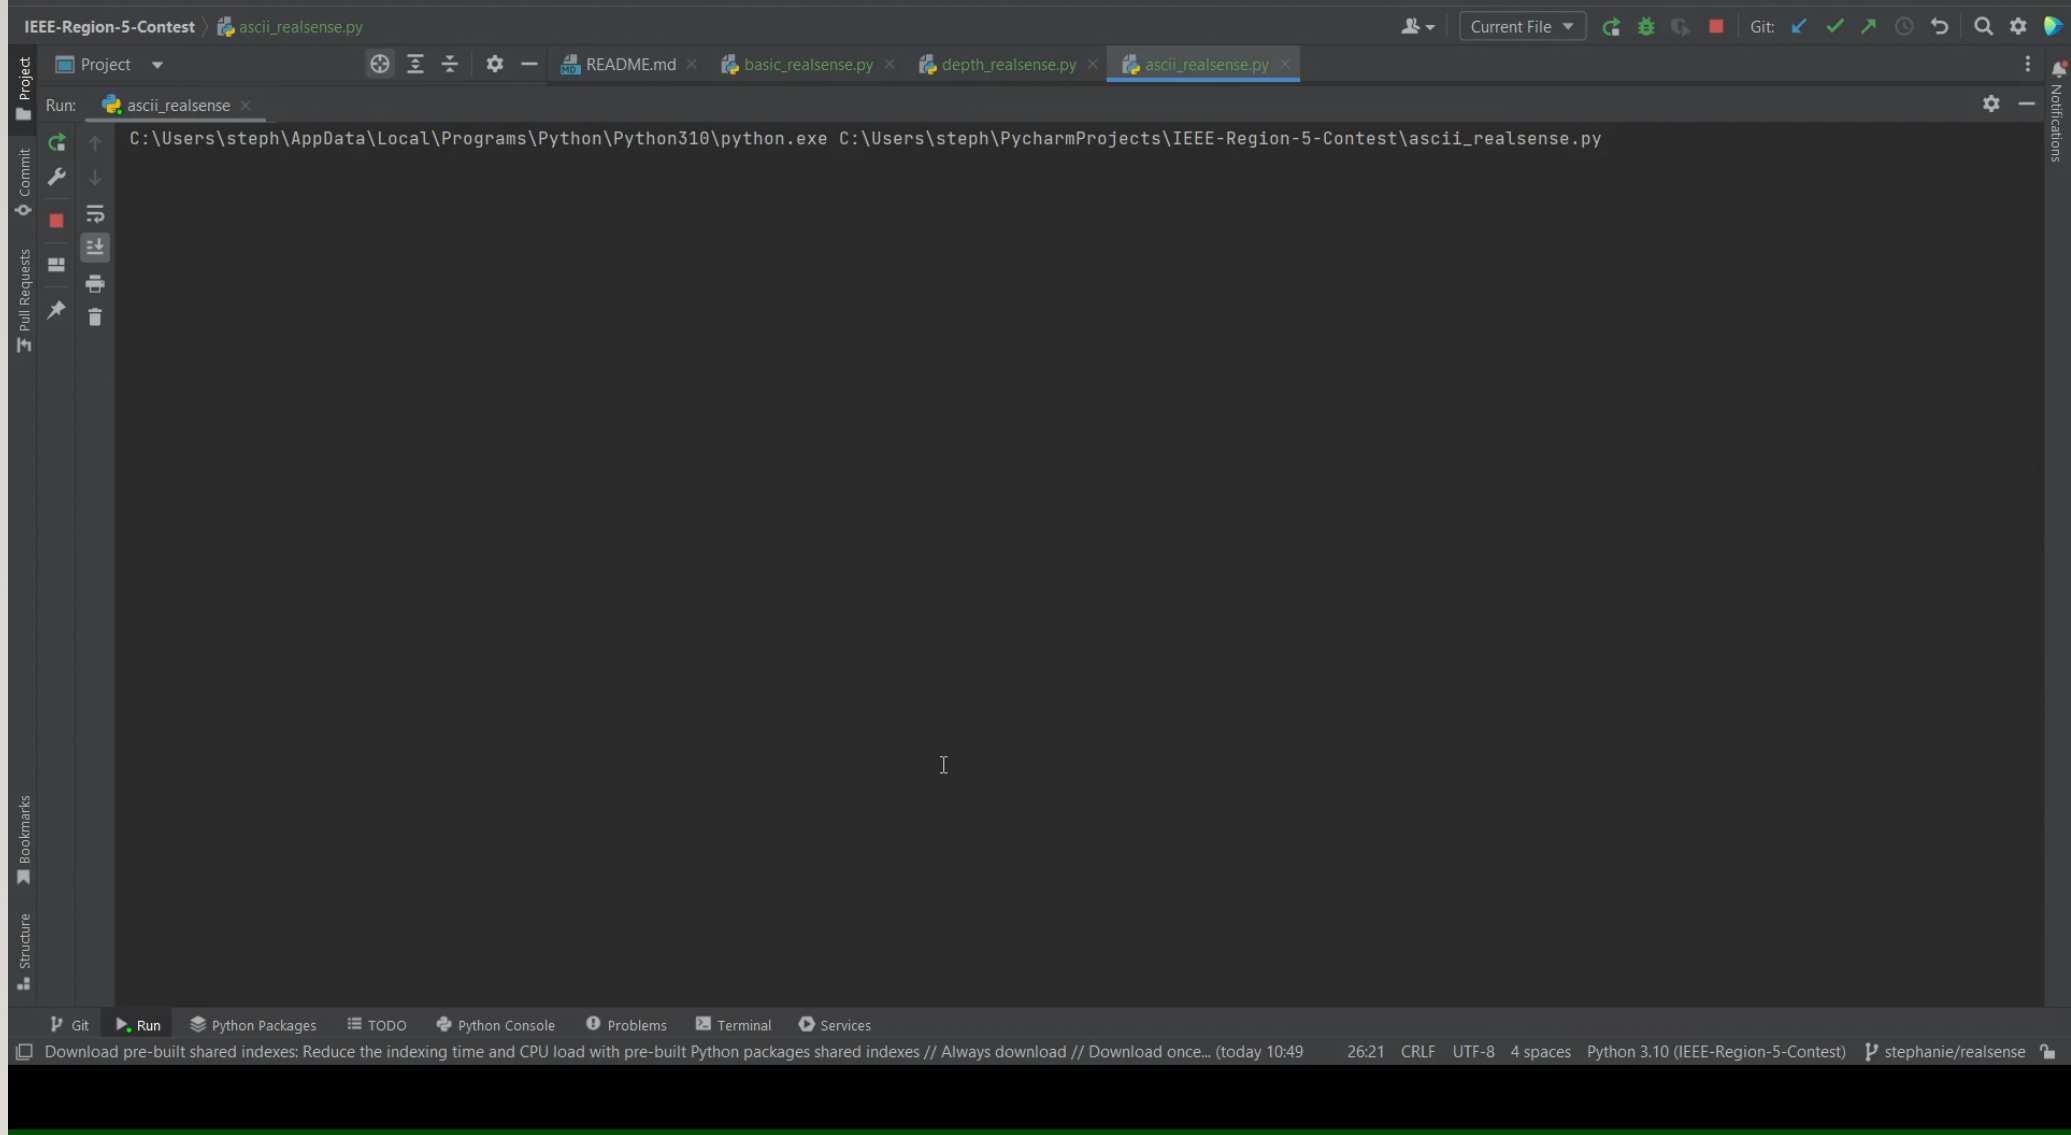 IEEE-Region-5-Contest ascii_realsense.py
Current File Git:
Project README.md basic_realsense.py depth_realsense.py ascii_realsense.py
Run: ascii_realsense
C:\Users\steph\AppData\Local\Programs\Python\Python310\python.exe C:\Users\steph\PycharmProjects\IEEE-Region-5-Contest\ascii_realsense.py
Project
Commit
Pull Requests
Bookmarks
Structure
Notifications
Git Run Python Packages TODO Python Console Problems Terminal Services
Download pre-built shared indexes: Reduce the indexing time and CPU load with pre-built Python packages shared indexes // Always download // Download once... (today 10:49 26:21 CRLF UTF-8 4 spaces Python 3.10 (IEEE-Region-5-Contest) stephanie/realsense